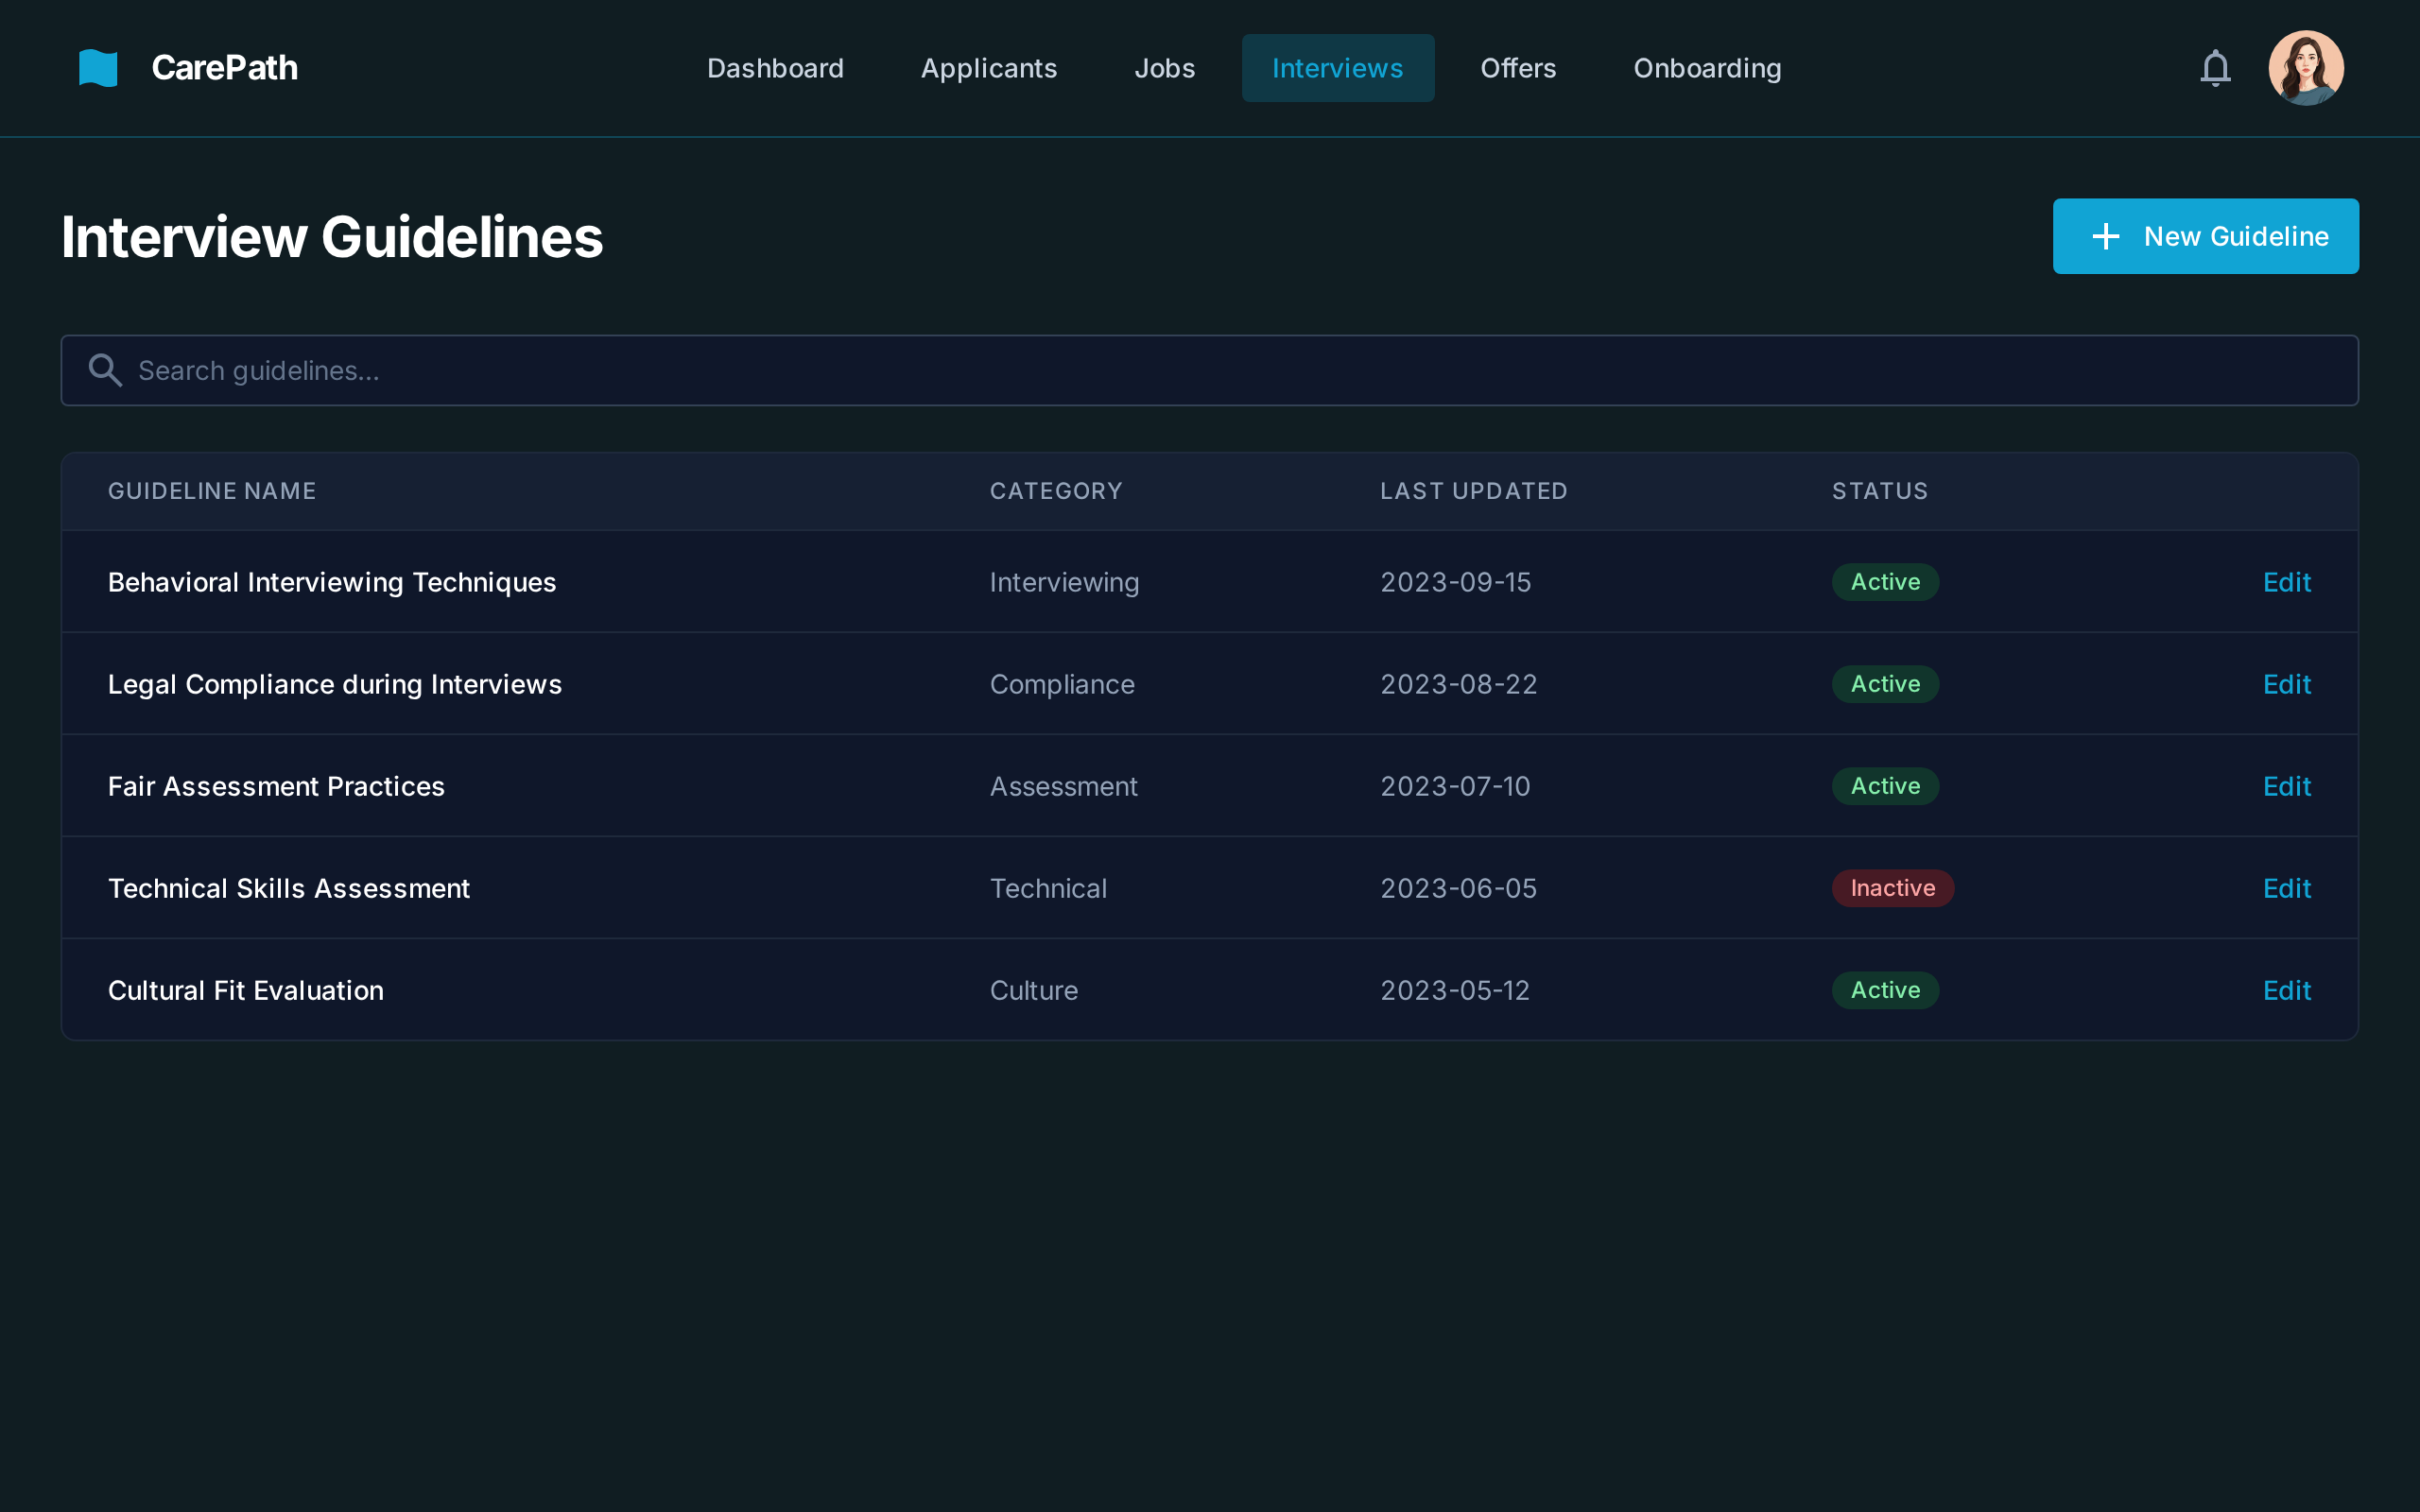 CarePath
Dashboard Applicants Jobs Interviews Offers Onboarding
Interview Guidelines
New Guideline
Search guidelines...
GUIDELINE NAME CATEGORY LAST UPDATED STATUS
Behavioral Interviewing Techniques Interviewing 2023-09-15 Active Edit
Legal Compliance during Interviews Compliance 2023-08-22 Active Edit
Fair Assessment Practices Assessment 2023-07-10 Active Edit
Technical Skills Assessment Technical 2023-06-05 Inactive Edit
Cultural Fit Evaluation Culture 2023-05-12 Active Edit